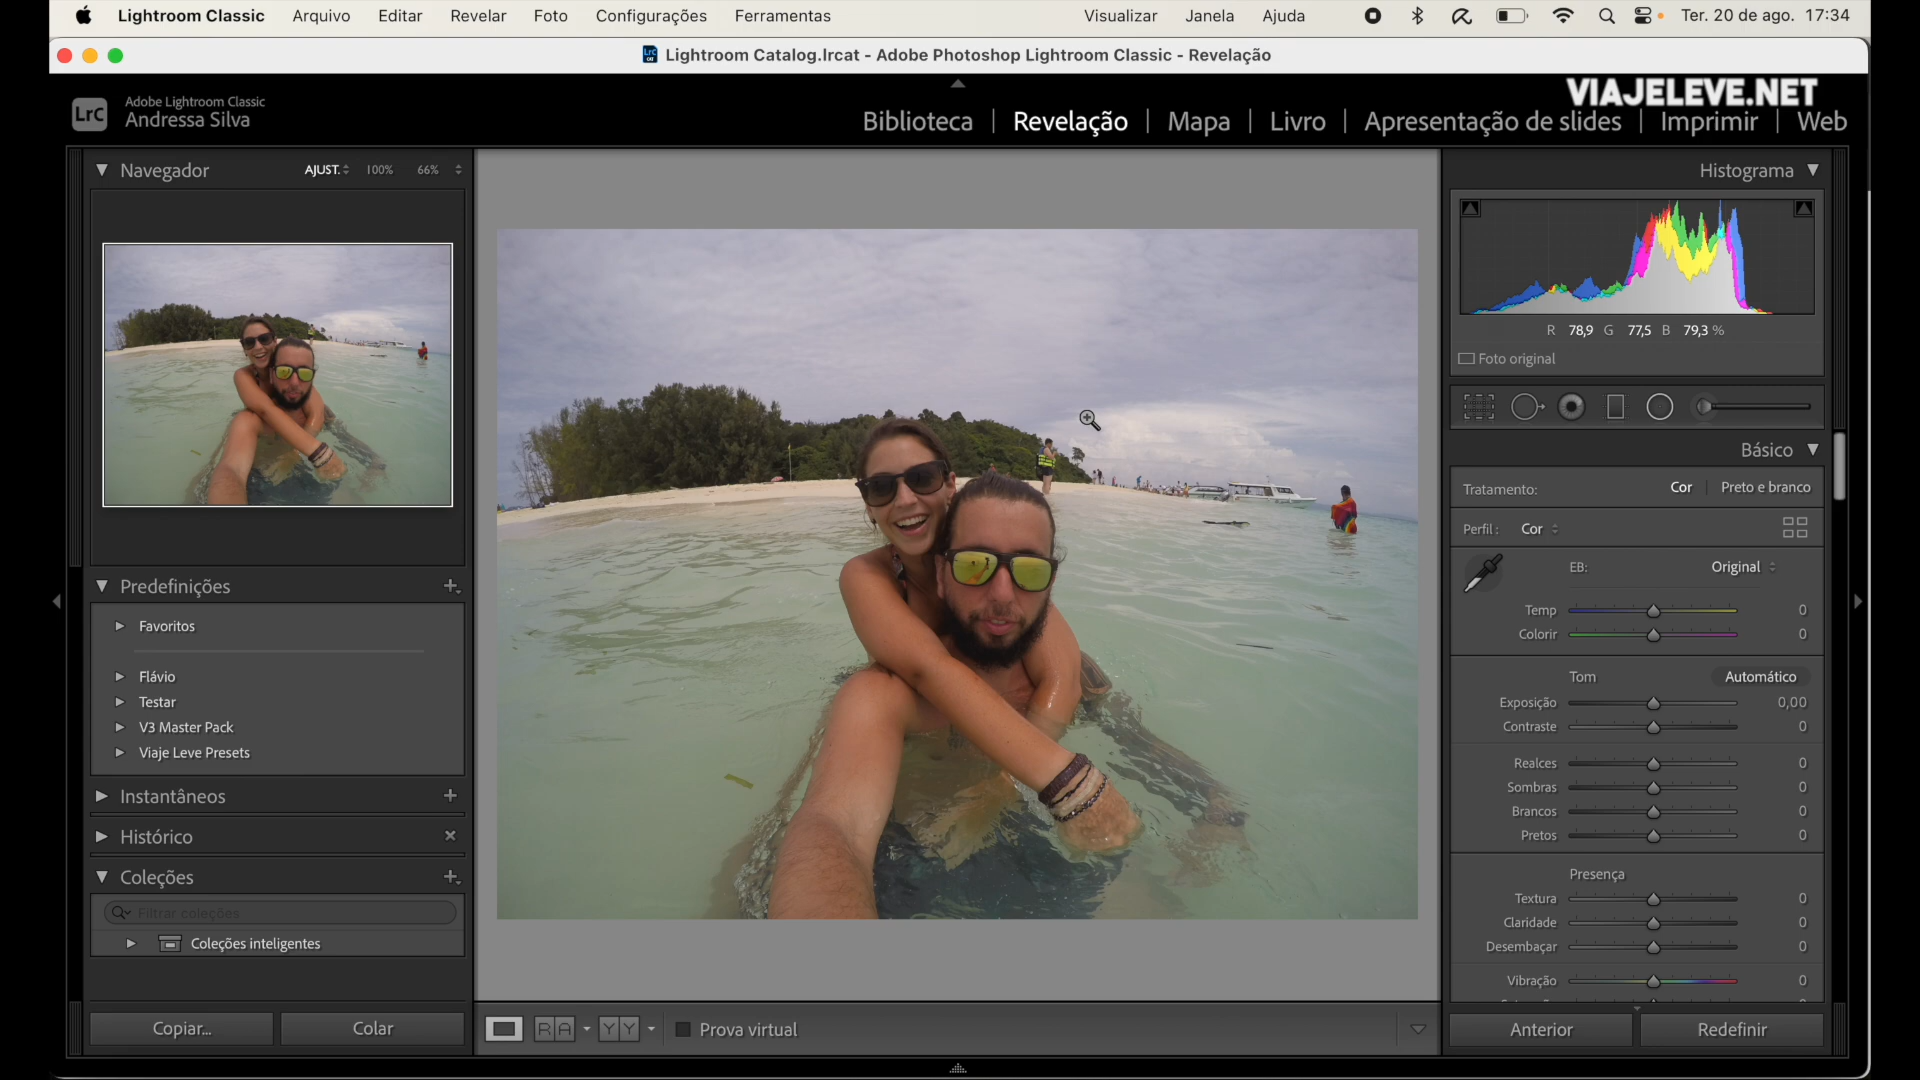 Lightroom Classic Arquivo Editar Revelar Foto Configurações Ferramentas Visualizar Janela Ajuda Ter. 20 de ago. 17:34
Lightroom Catalog.lrcat - Adobe Photoshop Lightroom Classic - Revelação
VIAJELEVE.NET
LrC Adobe Lightroom Classic
Andressa Silva
Biblioteca | Revelação | Mapa | Livro | Apresentação de slides | Imprimir | Web
Navegador AJUST. 100% 66%
Histograma
R 78,9 G 77,5 B 79,3 %
Foto original
Básico
Tratamento: Cor Preto e branco
Perfil : Cor
EB: Original
Temp 0
Colorir 0
Tom Automático
Exposição 0,00
Contraste 0
Realces 0
Sombras 0
Brancos 0
Pretos 0
Presença
Textura 0
Claridade 0
Desembaçar 0
Vibração 0
Predefinições
Favoritos
Flávio
Testar
V3 Master Pack
Viaje Leve Presets
Instantâneos
Histórico
Coleções
Filtrar coleções
Coleções inteligentes
Copiar... Colar
R A Y Y Prova virtual
Anterior Redefinir